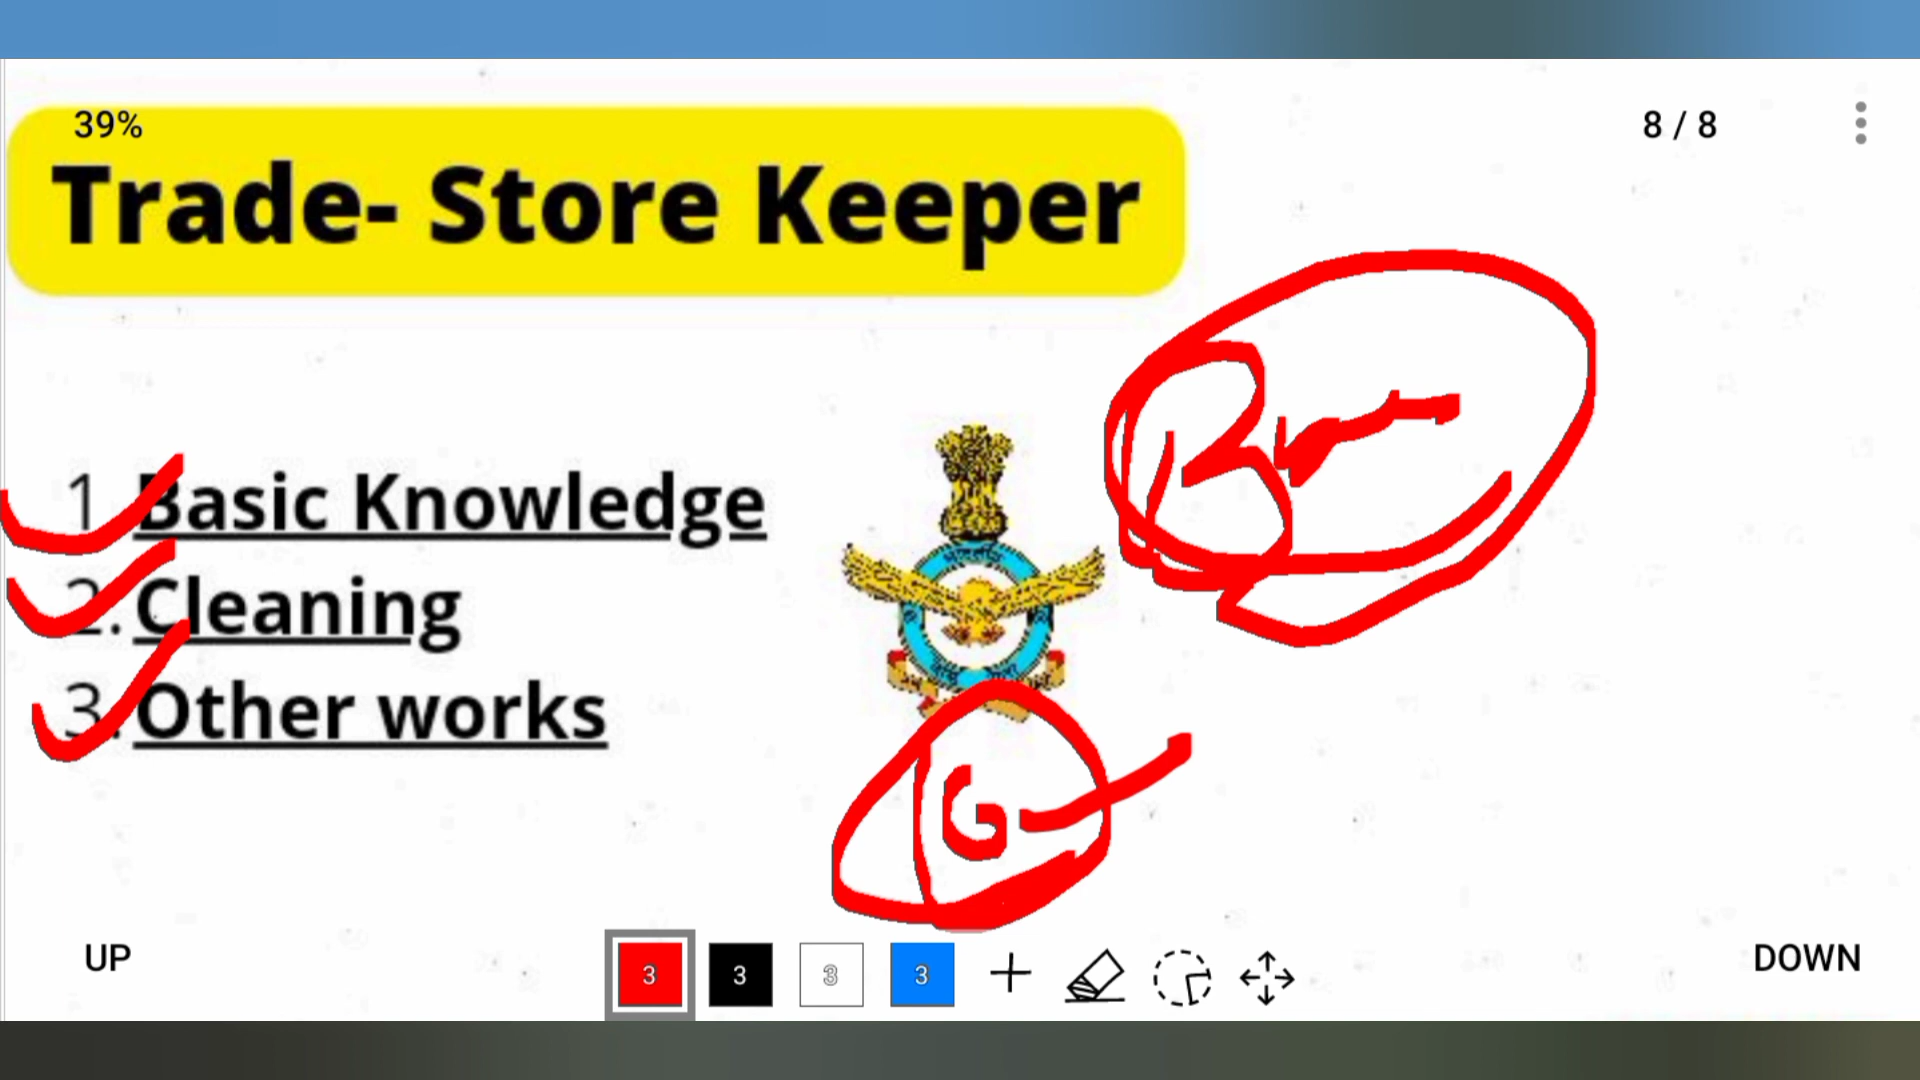 39%
8 / 8
Trade- Store Keeper
1. Basic Knowledge
2. Cleaning
3. Other works
G
UP
3
3
3
3
DOWN